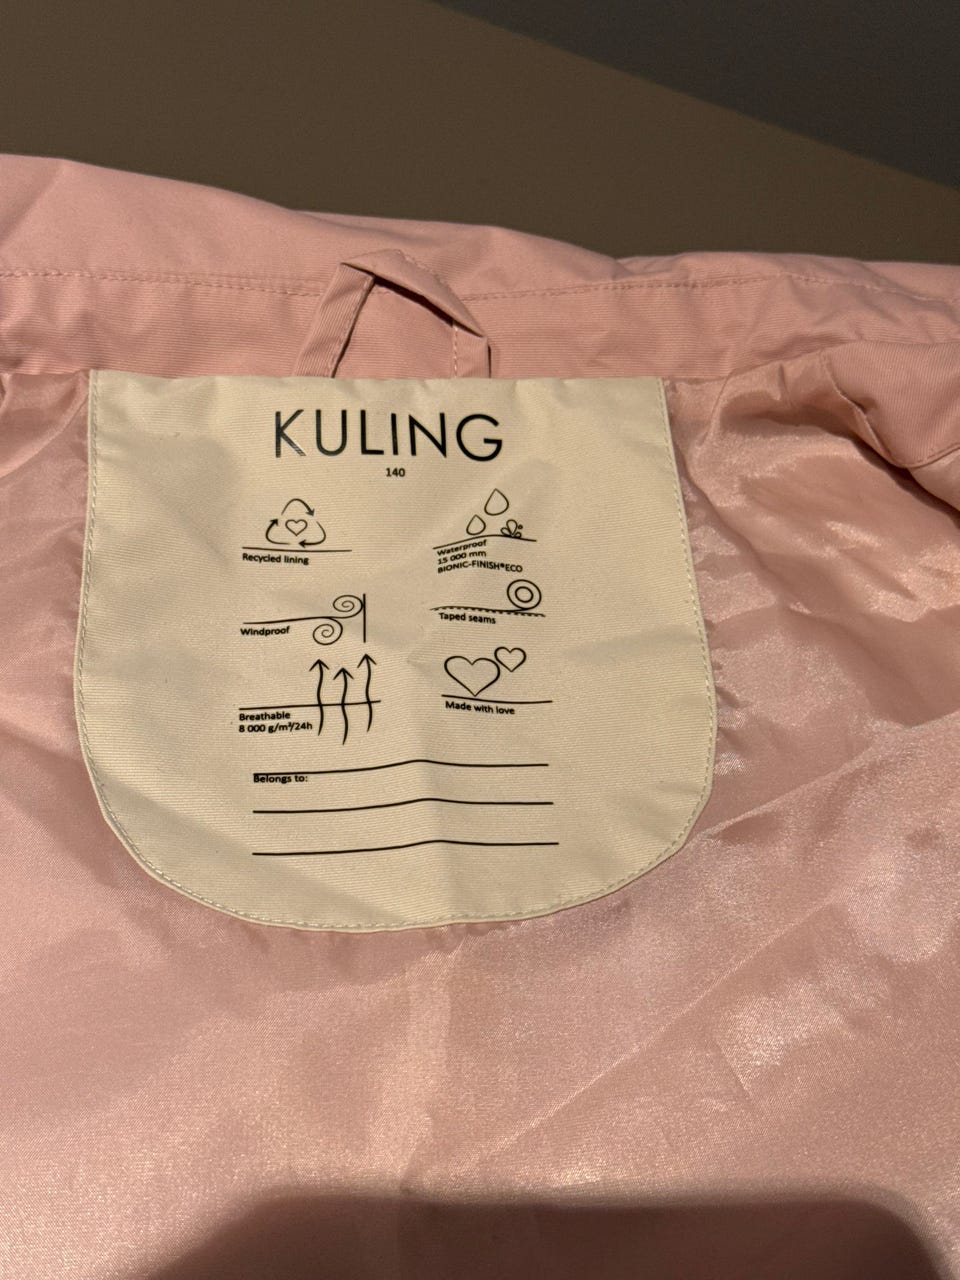 KULING
140
Recycled lining
Waterproof
15 000 mm
BIONIC-FINISH®ECO
Windproof
Taped seams
Breathable
8 000 g/m²/24h
Made with love
Belongs to: